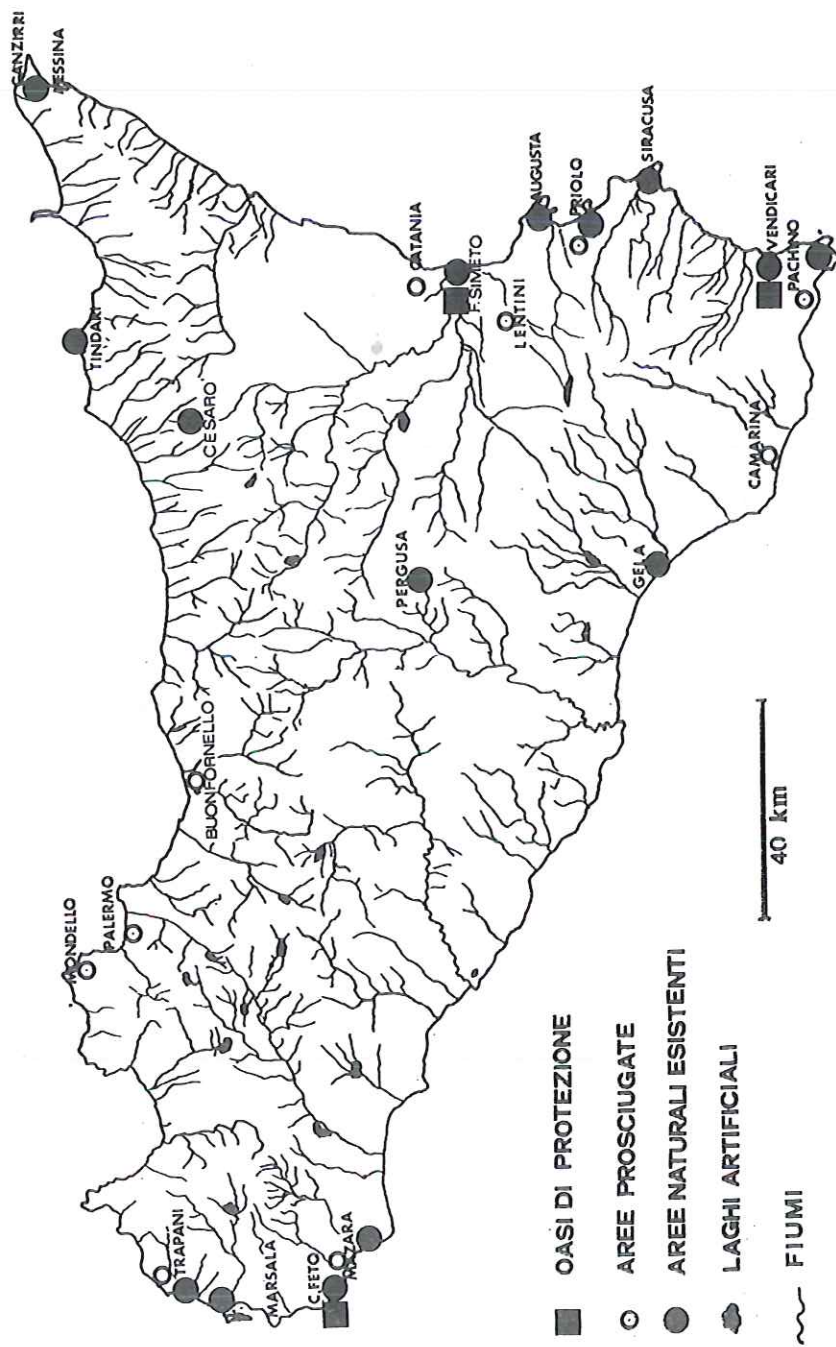 GANZIRRI
MESSINA
TINDARI
CESARO'
CATANIA
F. SIMETO
LENTINI
AUGUSTA
PRIOLO
SIRACUSA
VENDICARI
PACHINO
CAMARINA
GELA
PERGUSA
BUONFORNELLO
PALERMO
MONDELLO
TRAPANI
MARSALA
C. FETO
MAZARA
40 km
OASI DI PROTEZIONE
AREE PROSCIUGATE
AREE NATURALI ESISTENTI
LAGHI ARTIFICIALI
FIUMI